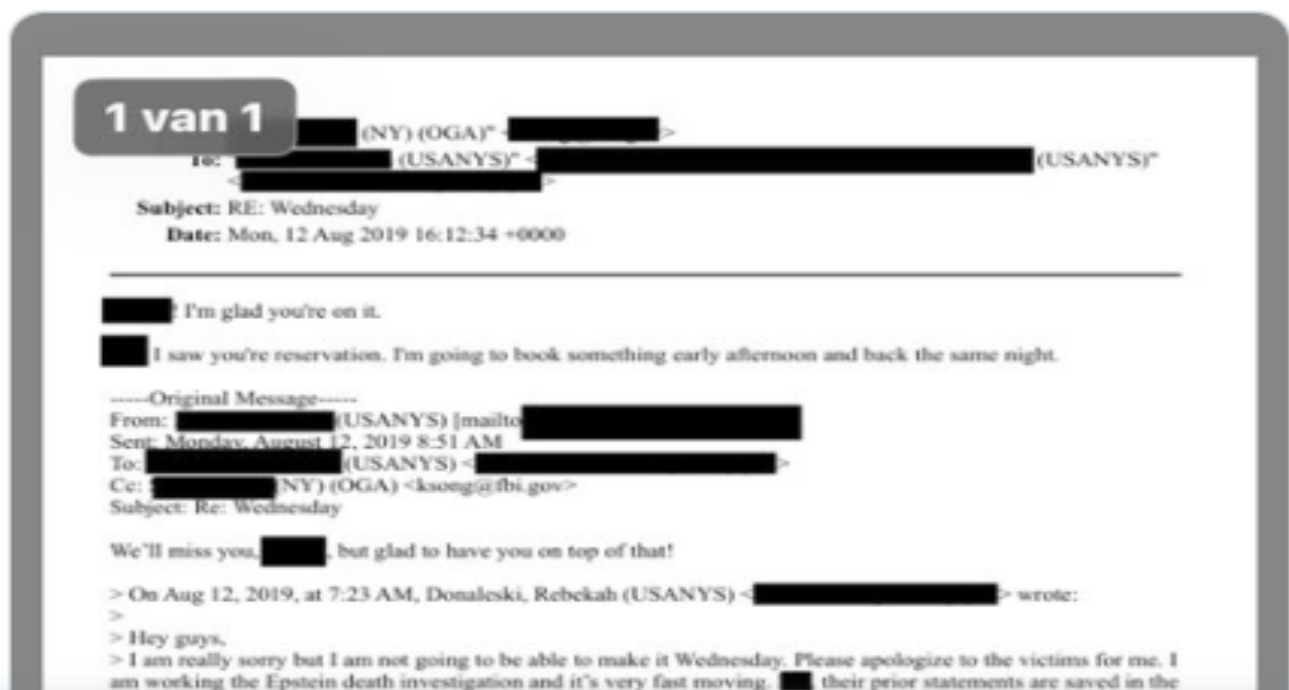 1 van 1
(NY) (OGA)" < >
To: (USANYS)" < (USANYS)"
< >
Subject: RE: Wednesday
Date: Mon, 12 Aug 2019 16:12:34 +0000
! I'm glad you're on it.
I saw you're reservation. I'm going to book something early afternoon and back the same night.
-----Original Message-----
From: (USANYS) [mailto
Sent: Monday, August 12, 2019 8:51 AM
To: (USANYS) < >
Cc: (NY) (OGA) <ksong@fbi.gov>
Subject: Re: Wednesday
We'll miss you, , but glad to have you on top of that!
> On Aug 12, 2019, at 7:23 AM, Donaleski, Rebekah (USANYS) < > wrote:
>
> Hey guys,
> I am really sorry but I am not going to be able to make it Wednesday. Please apologize to the victims for me. I
am working the Epstein death investigation and it's very fast moving. , their prior statements are saved in the